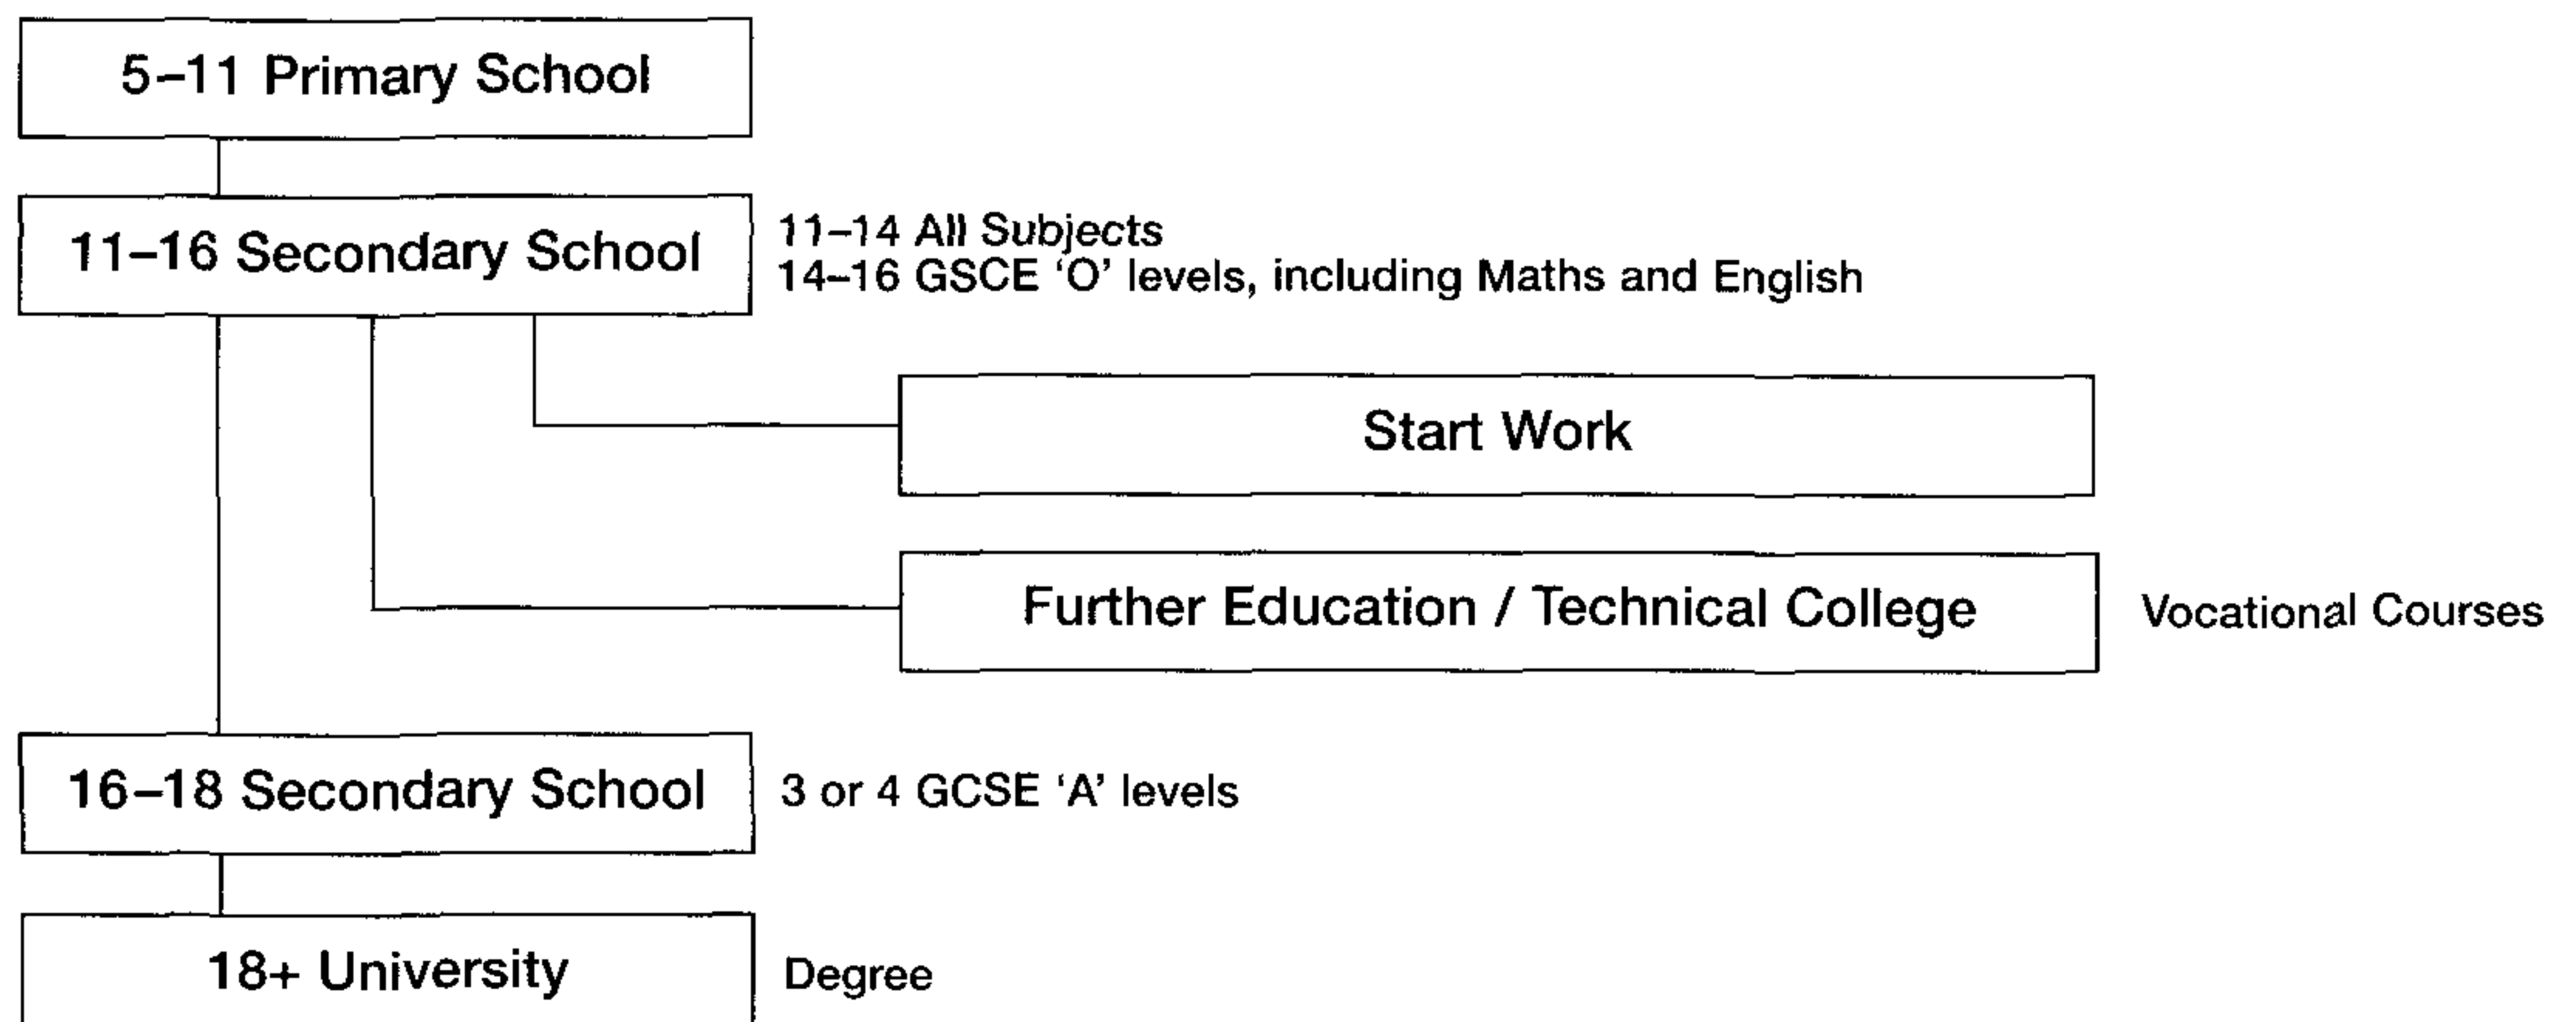 5–11 Primary School
11–16 Secondary School
11–14 All Subjects
14–16 GSCE ‘O’ levels, including Maths and English
Start Work
Further Education / Technical College
Vocational Courses
16–18 Secondary School
3 or 4 GCSE ‘A’ levels
18+ University
Degree